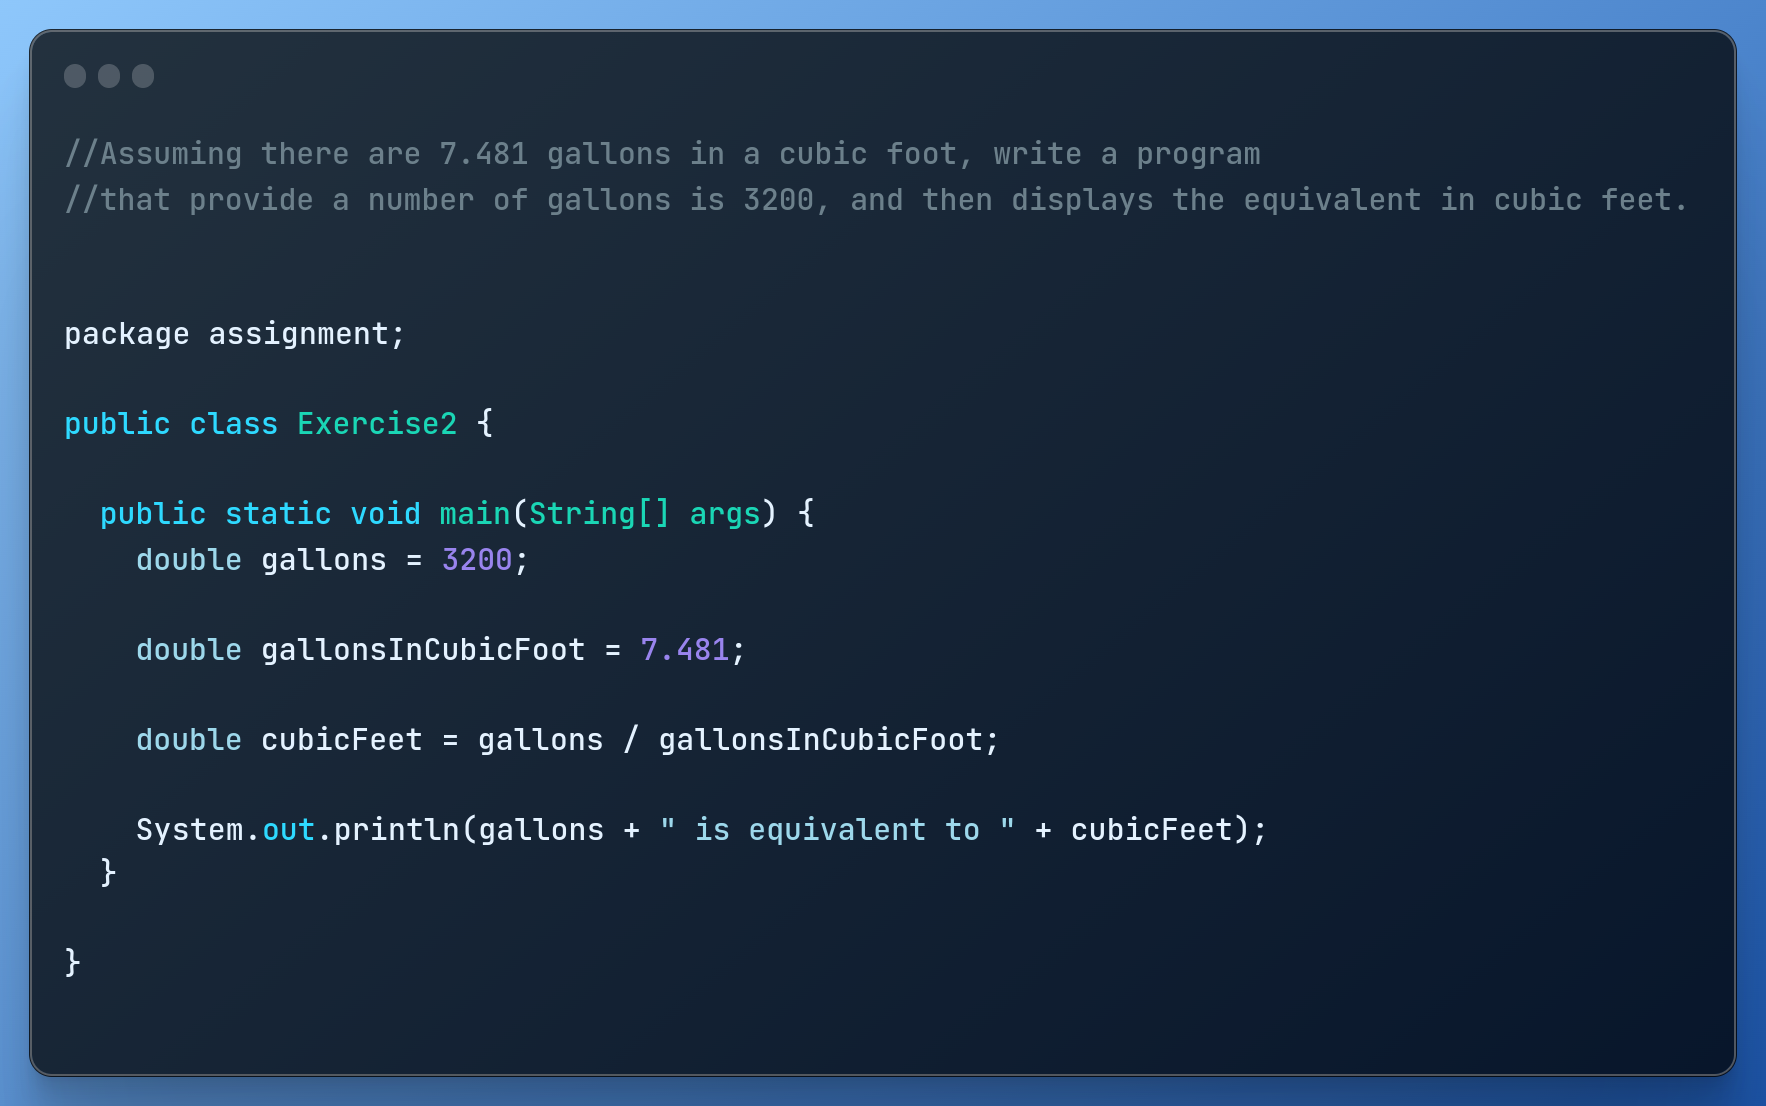 //Assuming there are 7.481 gallons in a cubic foot, write a program
//that provide a number of gallons is 3200, and then displays the equivalent in cubic feet.
package assignment;
public class Exercise2 {
public static void main(String[] args) {
double gallons = 3200;
double gallonsInCubicFoot = 7.481;
double cubicFeet = gallons / gallonsInCubicFoot;
System.out.println(gallons + " is equivalent to " + cubicFeet);
}
}